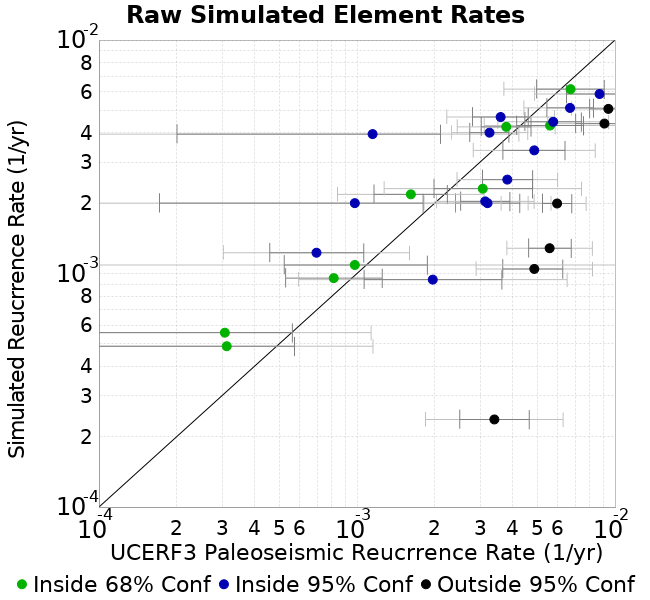 Raw Simulated Element Rates
10-2
8
6
4
3
2
10-3
8
6
4
3
2
10-4
Simulated Reucrrence Rate (1/yr)
10-4 2 3 4 5 6 10-3 2 3 4 5 6 10-2
UCERF3 Paleoseismic Reucrrence Rate (1/yr)
Inside 68% Conf Inside 95% Conf Outside 95% Conf